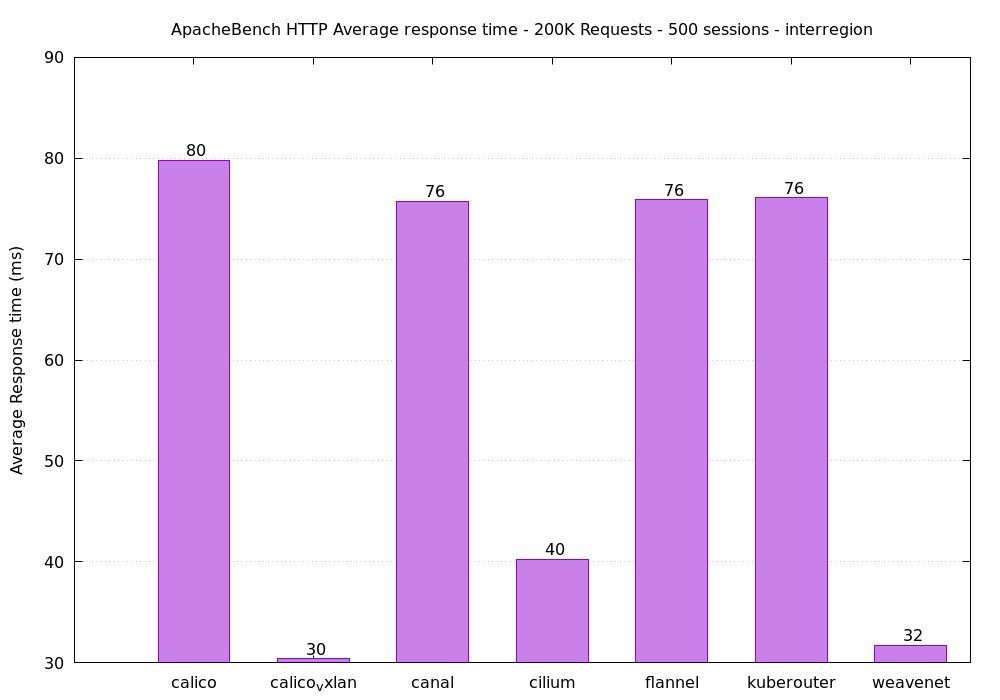 ApacheBench HTTP Average response time - 200K Requests - 500 sessions - interregion
Average Response time (ms)
90
80
70
60
50
40
30
80
30
76
40
76
76
32
calico
calicovxlan
canal
cilium
flannel
kuberouter
weavenet